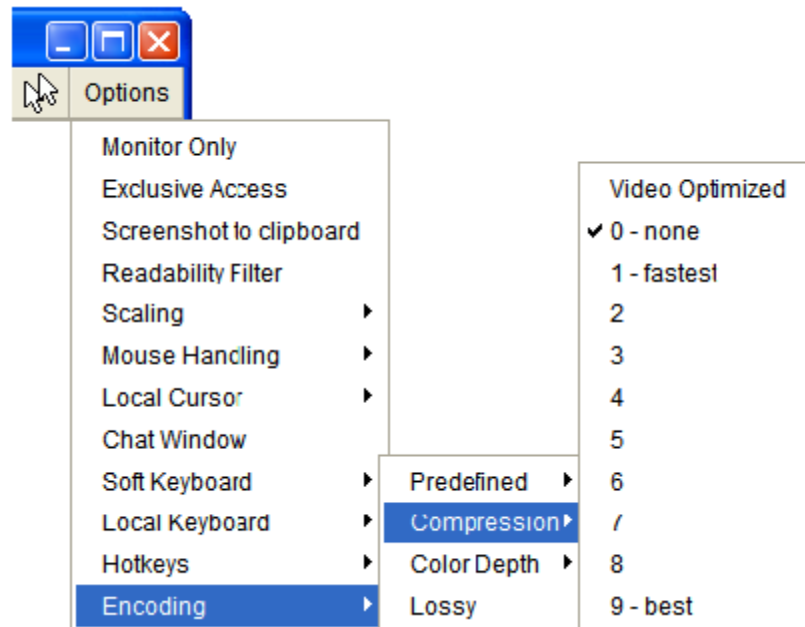 Options
Monitor Only
Exclusive Access
Screenshot to clipboard
Readability Filter
Scaling
Mouse Handling
Local Cursor
Chat Window
Soft Keyboard
Local Keyboard
Hotkeys
Encoding
Predefined
Compression
Color Depth
Lossy
Video Optimized
0 - none
1 - fastest
2
3
4
5
6
7
8
9 - best